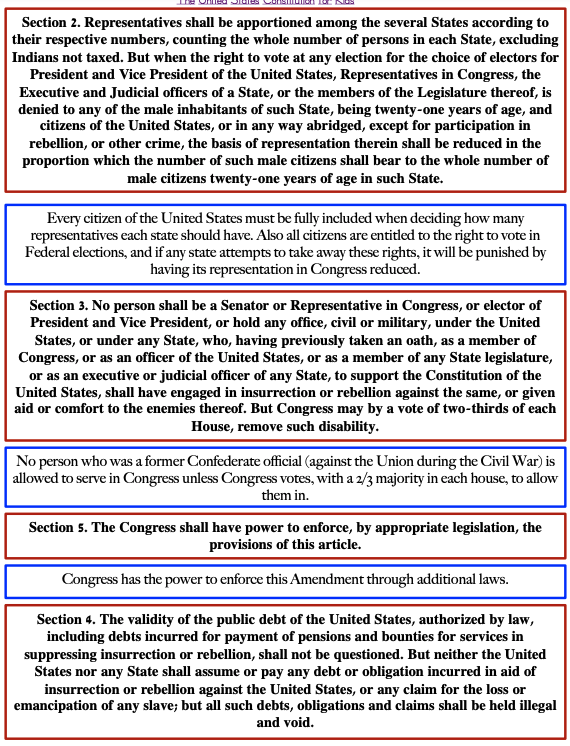 The United States Constitution for Kids
Section 2. Representatives shall be apportioned among the several States according to
their respective numbers, counting the whole number of persons in each State, excluding
Indians not taxed. But when the right to vote at any election for the choice of electors for
President and Vice President of the United States, Representatives in Congress, the
Executive and Judicial officers of a State, or the members of the Legislature thereof, is
denied to any of the male inhabitants of such State, being twenty-one years of age, and
citizens of the United States, or in any way abridged, except for participation in
rebellion, or other crime, the basis of representation therein shall be reduced in the
proportion which the number of such male citizens shall bear to the whole number of
male citizens twenty-one years of age in such State.
Every citizen of the United States must be fully included when deciding how many
representatives each state should have. Also all citizens are entitled to the right to vote in
Federal elections, and if any state attempts to take away these rights, it will be punished by
having its representation in Congress reduced.
Section 3. No person shall be a Senator or Representative in Congress, or elector of
President and Vice President, or hold any office, civil or military, under the United
States, or under any State, who, having previously taken an oath, as a member of
Congress, or as an officer of the United States, or as a member of any State legislature,
or as an executive or judicial officer of any State, to support the Constitution of the
United States, shall have engaged in insurrection or rebellion against the same, or given
aid or comfort to the enemies thereof. But Congress may by a vote of two-thirds of each
House, remove such disability.
No person who was a former Confederate official (against the Union during the Civil War) is
allowed to serve in Congress unless Congress votes, with a 2/3 majority in each house, to allow
them in.
Section 5. The Congress shall have power to enforce, by appropriate legislation, the
provisions of this article.
Congress has the power to enforce this Amendment through additional laws.
Section 4. The validity of the public debt of the United States, authorized by law,
including debts incurred for payment of pensions and bounties for services in
suppressing insurrection or rebellion, shall not be questioned. But neither the United
States nor any State shall assume or pay any debt or obligation incurred in aid of
insurrection or rebellion against the United States, or any claim for the loss or
emancipation of any slave; but all such debts, obligations and claims shall be held illegal
and void.